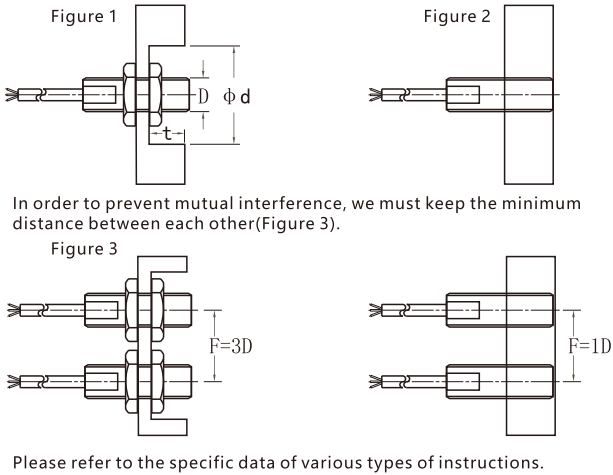 Figure 1
Figure 2
D
Φd
t
In order to prevent mutual interference, we must keep the minimum
distance between each other(Figure 3).
Figure 3
F=3D
F=1D
Please refer to the specific data of various types of instructions.